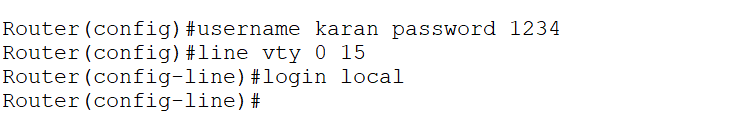 Router(config)#username karan password 1234
Router(config)#line vty 0 15
Router(config-line)#login local
Router(config-line)#